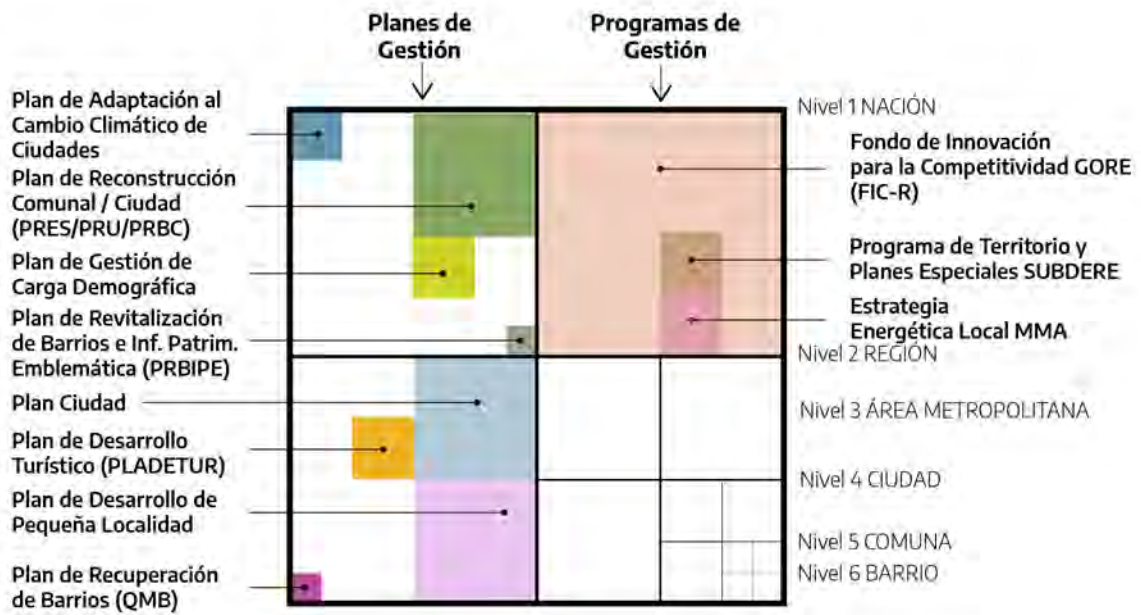 Planes de
Gestión
Programas de
Gestión
Plan de Adaptación al
Cambio Climático de
Ciudades
Plan de Reconstrucción
Comunal / Ciudad
(PRES/PRU/PRBC)
Plan de Gestión de
Carga Demográfica
Plan de Revitalización
de Barrios e Inf. Patrim.
Emblemática (PRBIPE)
Plan Ciudad
Plan de Desarrollo
Turístico (PLADETUR)
Plan de Desarrollo de
Pequeña Localidad
Plan de Recuperación
de Barrios (QMB)
Nivel 1 NACIÓN
Fondo de Innovación
para la Competitividad GORE
(FIC-R)
Programa de Territorio y
Planes Especiales SUBDERE
Estrategia
Energética Local MMA
Nivel 2 REGIÓN
Nivel 3 ÁREA METROPOLITANA
Nivel 4 CIUDAD
Nivel 5 COMUNA
Nivel 6 BARRIO